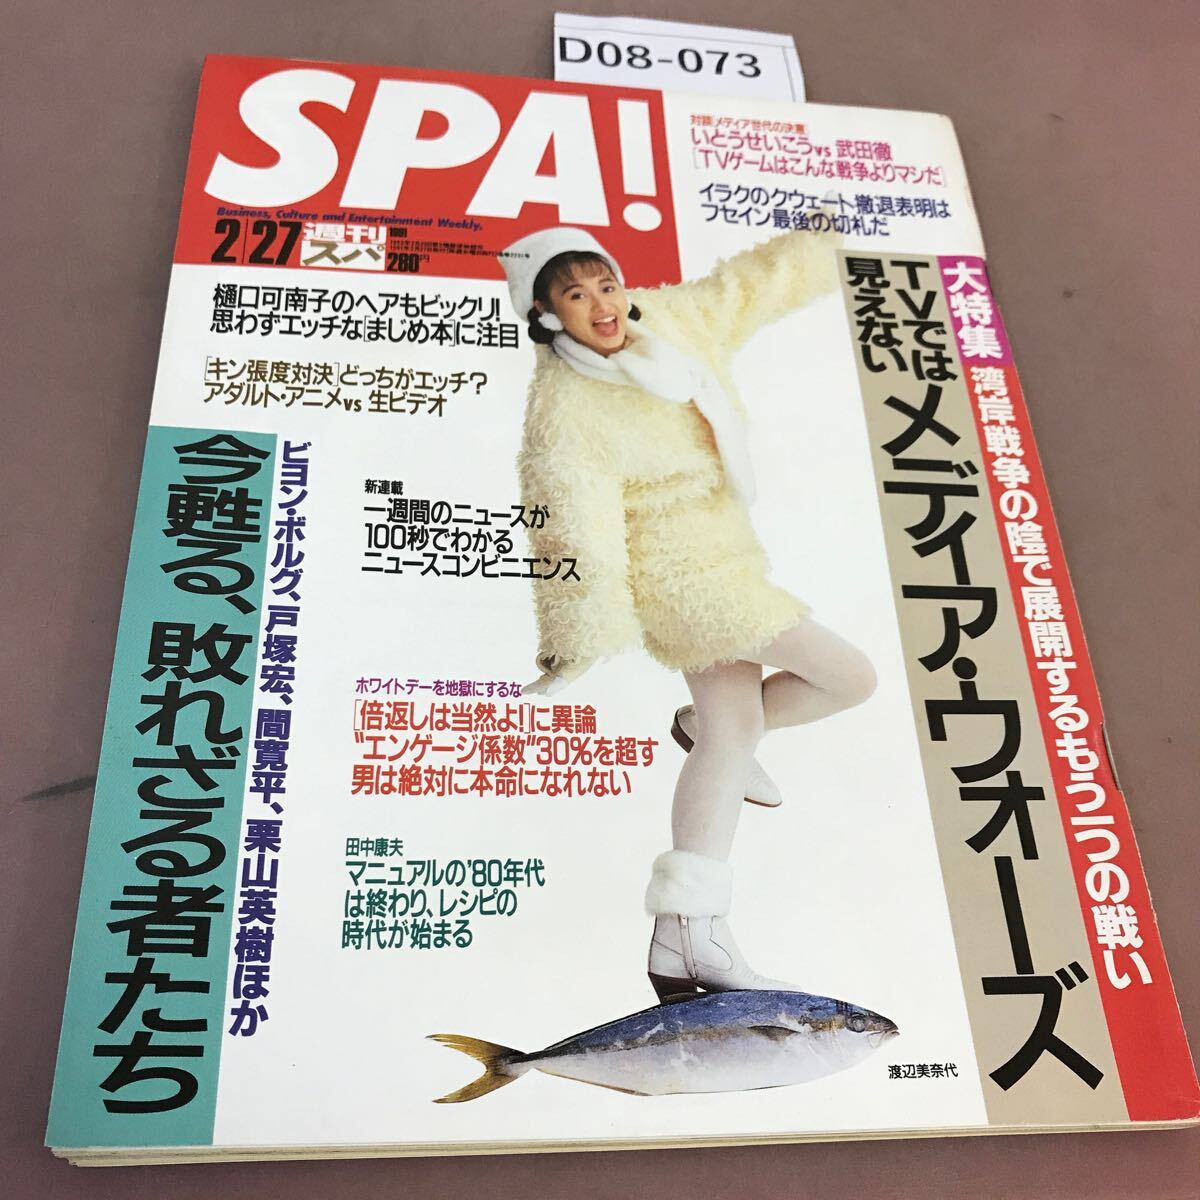 D08-073
SPA!
Business, Culture and Entertainment Weekly.
2/27
週刊
スパ
1991
280円
対談[メディア世代の決意]
いとうせいこうvs武田徹
[TVゲームはこんな戦争よりマシだ]
イラクのクウェート撤退表明は
フセイン最後の切札だ
大特集 湾岸戦争の陰で展開するもう一つの戦い
TVでは
見えない
メディア・ウォーズ
樋口可南子のヘアもビックリ!
思わずエッチな[まじめ本]に注目
[キン張度対決]どっちがエッチ?
アダルト・アニメvs生ビデオ
新連載
一週間のニュースが
100秒でわかる
ニュースコンビニエンス
ビヨン・ボルグ、戸塚宏、間寛平、栗山英樹ほか
今甦る、敗れざる者たち
ホワイトデーを地獄にするな
[倍返しは当然よ!]に異論
“エンゲージ係数”30%を超す
男は絶対に本命になれない
田中康夫
マニュアルの'80年代
は終わり、レシピの
時代が始まる
渡辺美奈代